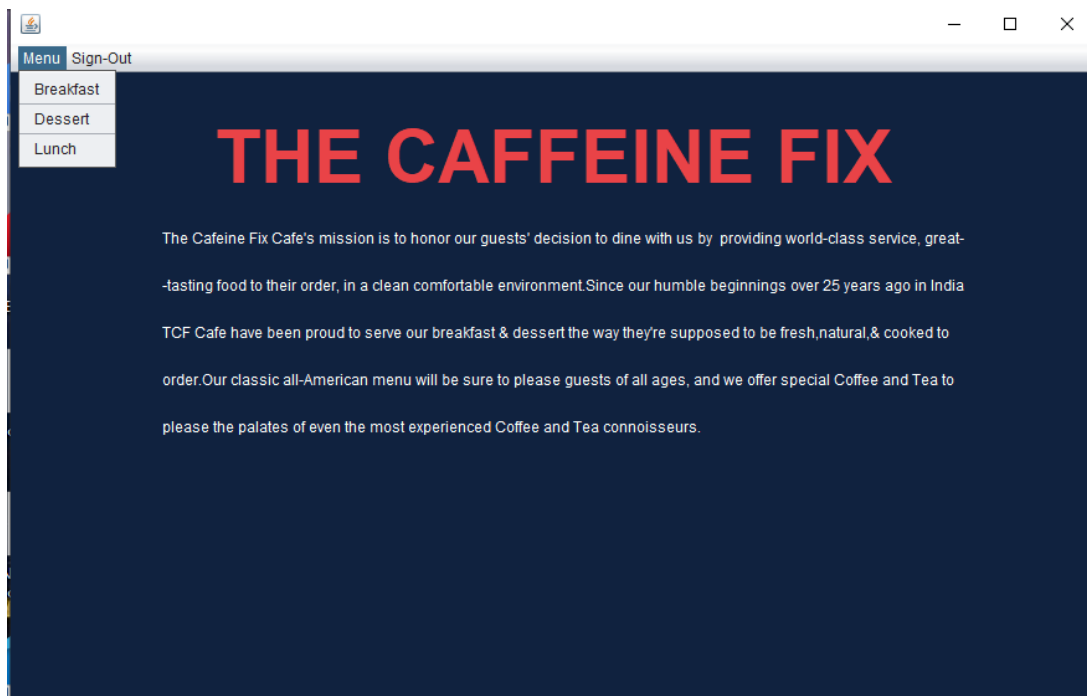 Menu Sign-Out
Breakfast
Dessert
Lunch
THE CAFFEINE FIX
The Cafeine Fix Cafe's mission is to honor our guests' decision to dine with us by  providing world-class service, great-
-tasting food to their order, in a clean comfortable environment.Since our humble beginnings over 25 years ago in India
TCF Cafe have been proud to serve our breakfast & dessert the way they're supposed to be fresh,natural,& cooked to
order.Our classic all-American menu will be sure to please guests of all ages, and we offer special Coffee and Tea to
please the palates of even the most experienced Coffee and Tea connoisseurs.